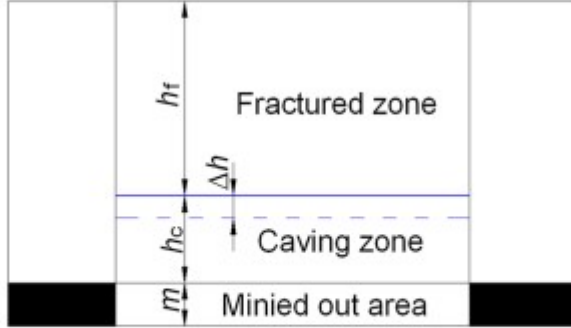 hf
Fractured zone
Δh
hc
Caving zone
m
Minied out area